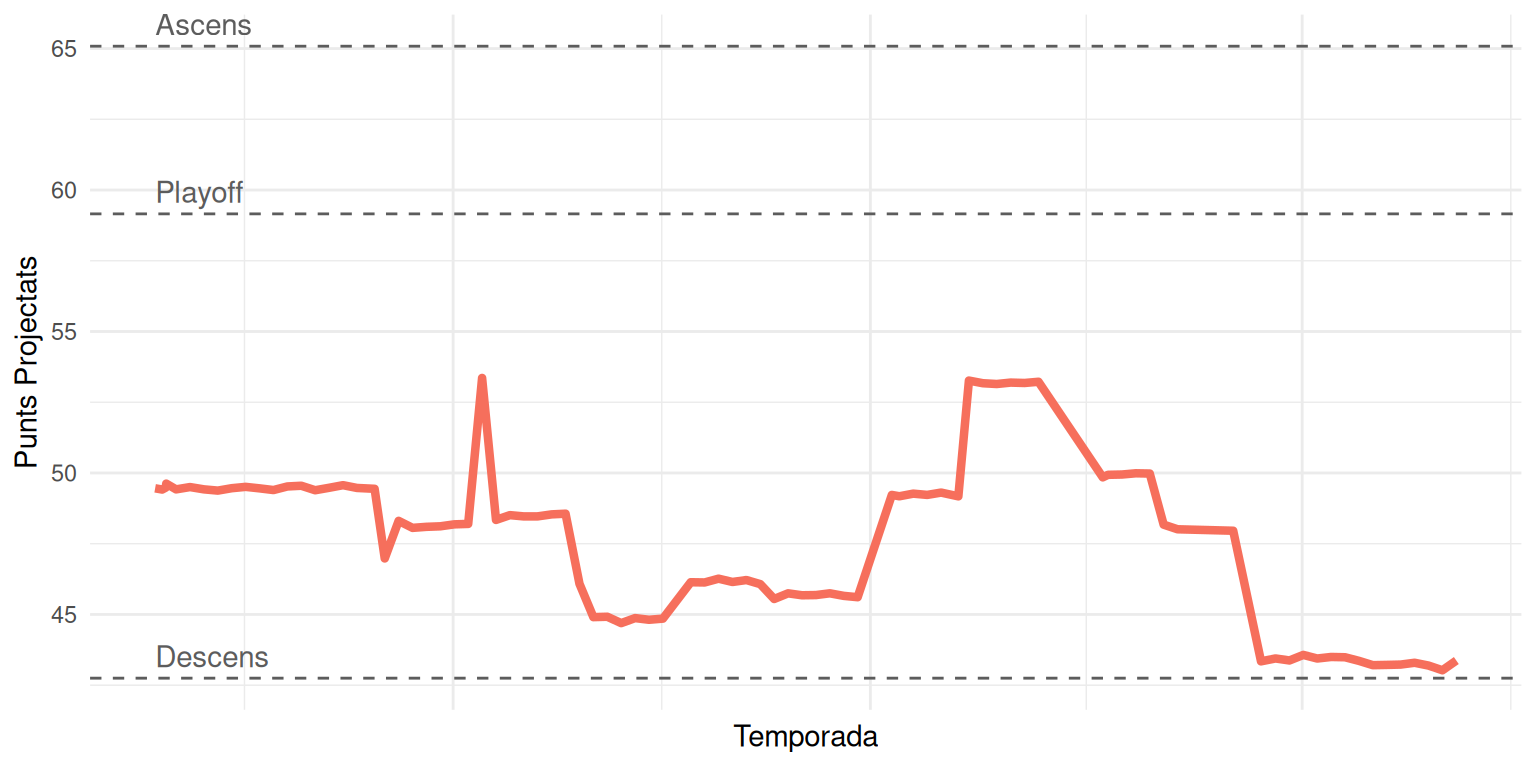 Ascens
65
Playoff
60
55
50
45
Descens
Punts Projectats
Temporada